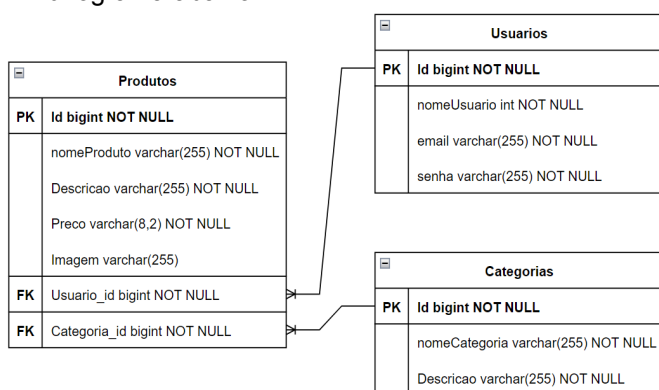 Produtos
PK Id bigint NOT NULL
nomeProduto varchar(255) NOT NULL
Descricao varchar(255) NOT NULL
Preco varchar(8,2) NOT NULL
Imagem varchar(255)
FK Usuario_id bigint NOT NULL
FK Categoria_id bigint NOT NULL
Usuarios
PK Id bigint NOT NULL
nomeUsuario int NOT NULL
email varchar(255) NOT NULL
senha varchar(255) NOT NULL
Categorias
PK Id bigint NOT NULL
nomeCategoria varchar(255) NOT NULL
Descricao varchar(255) NOT NULL